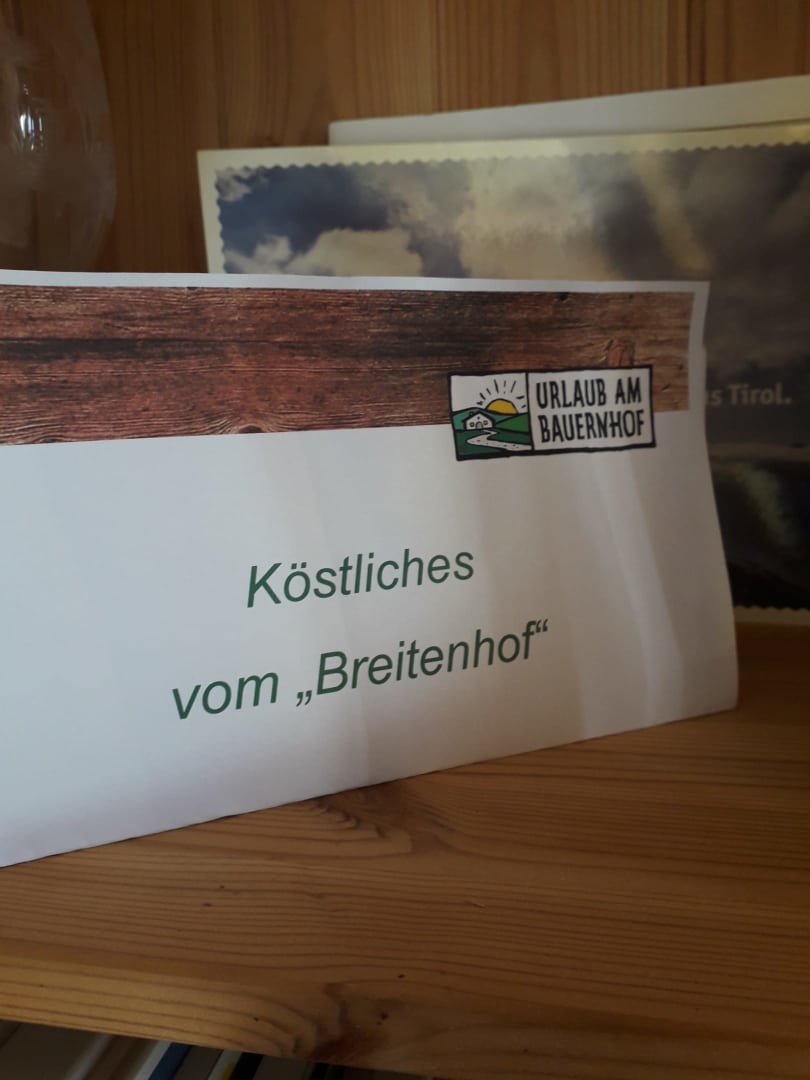 URLAUB AM
BAUERNHOF
Tirol.
Köstliches
vom „Breitenhof“